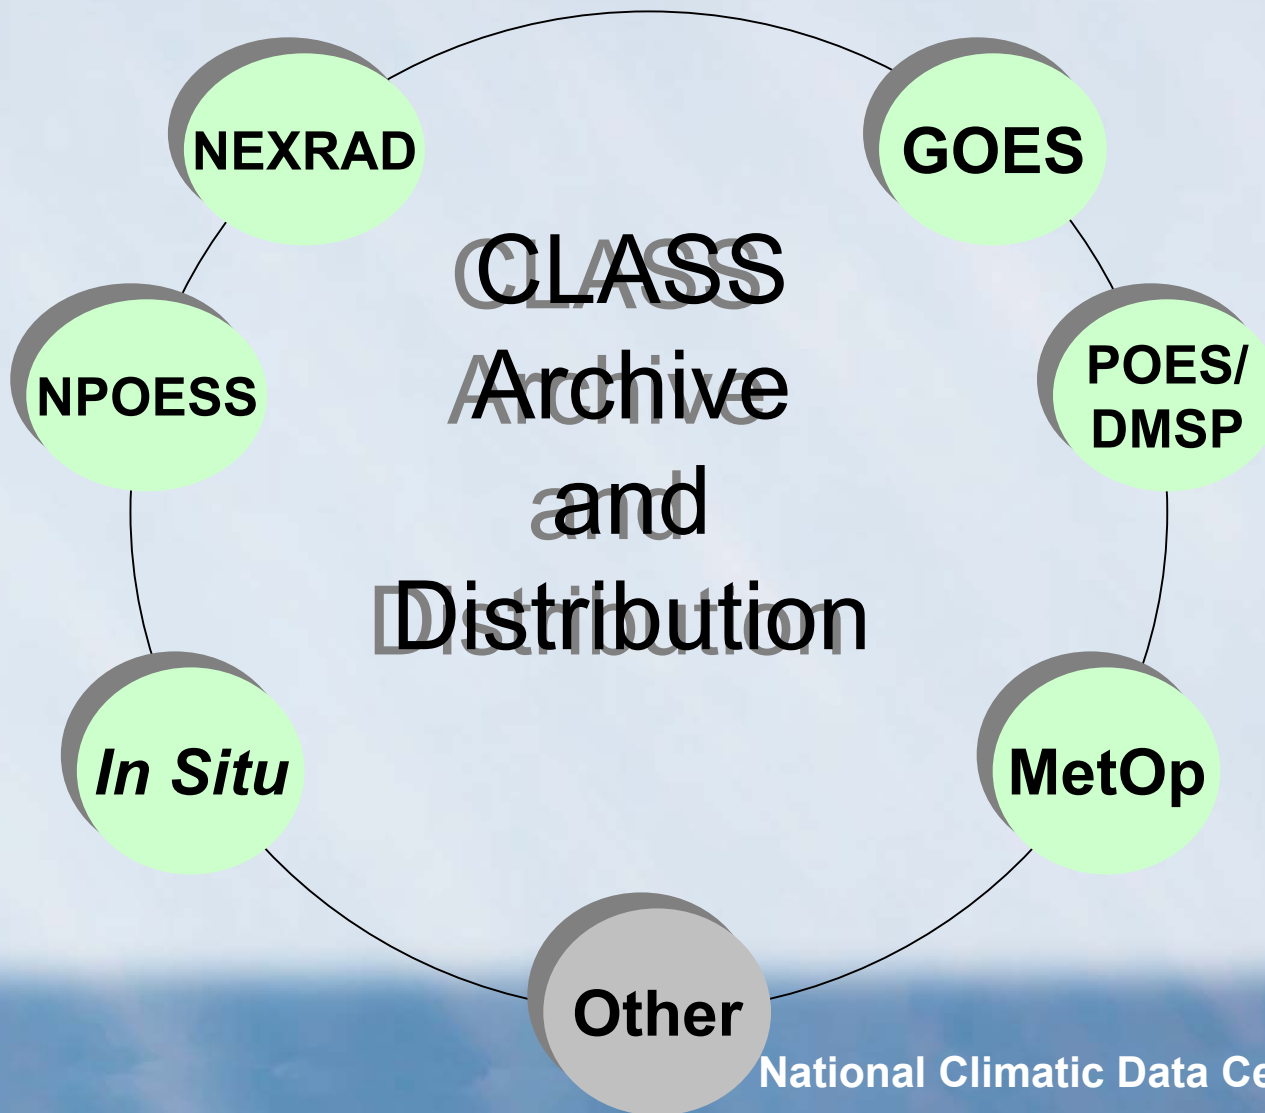 NEXRAD
GOES
CLASS
Archive
and
Distribution
NPOESS
POES/
DMSP
In Situ
MetOp
Other
National Climatic Data Ce